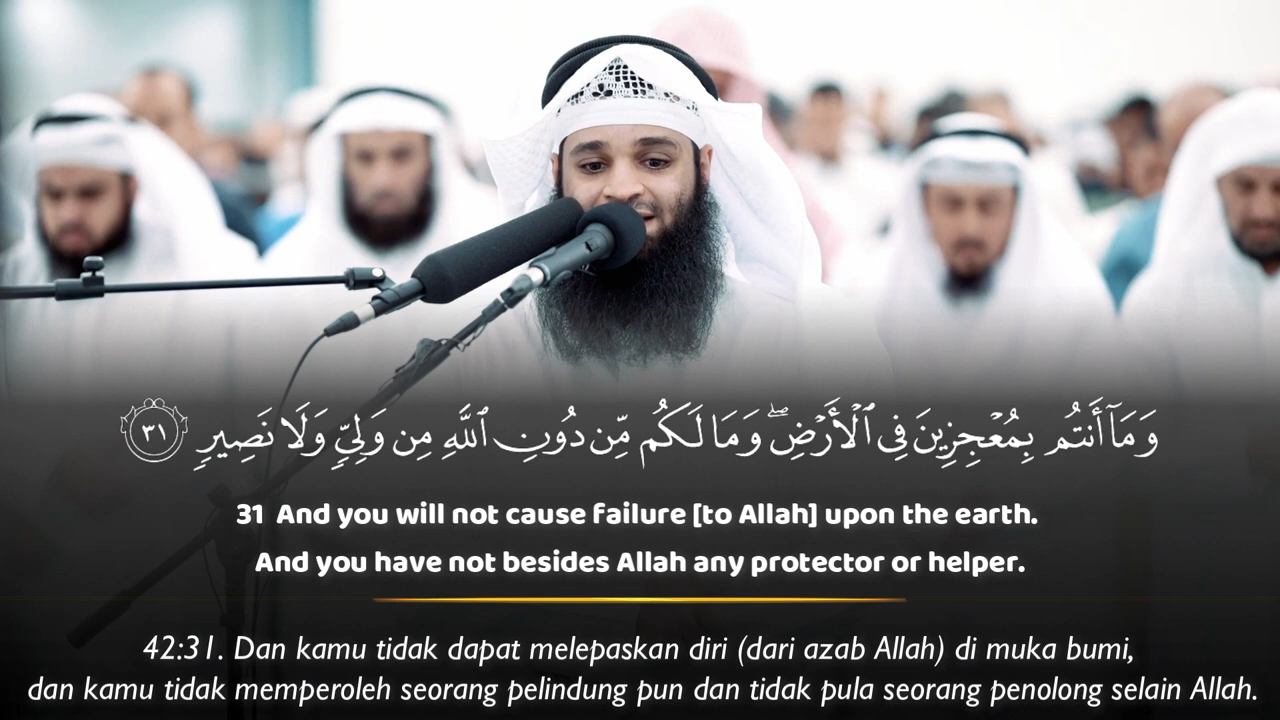 وَمَآ أَنتُم بِمُعْجِزِينَ فِى ٱلْأَرْضِ ۖ وَمَا لَكُم مِّن دُونِ ٱللَّهِ مِن وَلِىٍّ وَلَا نَصِيرٍ ٣١
31 And you will not cause failure [to Allah] upon the earth.
And you have not besides Allah any protector or helper.
42:31. Dan kamu tidak dapat melepaskan diri (dari azab Allah) di muka bumi,
dan kamu tidak memperoleh seorang pelindung pun dan tidak pula seorang penolong selain Allah.